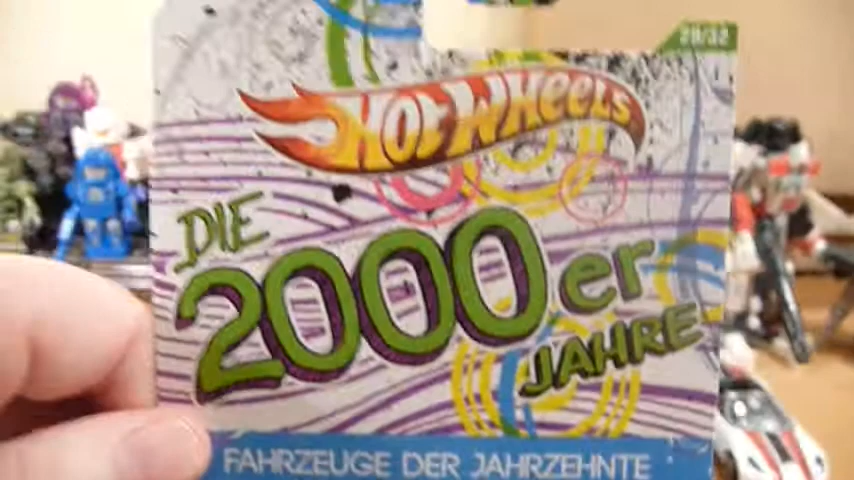 28/32
HOT WHEELS
DIE
2000er
JAHRE
FAHRZEUGE DER JAHRZEHNTE